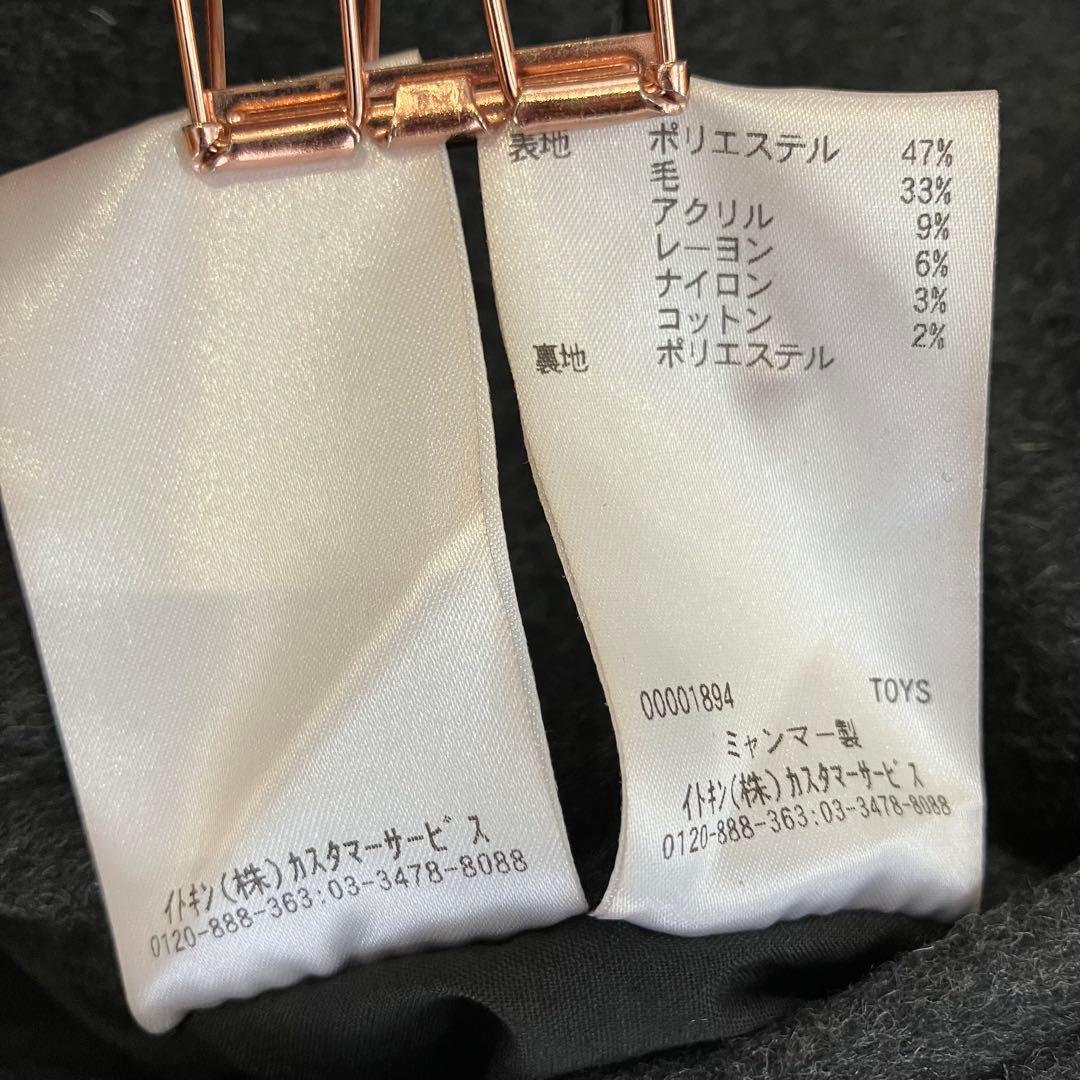 表地 ポリエステル 47%
毛 33%
アクリル 9%
レーヨン 6%
ナイロン 3%
コットン 2%
裏地 ポリエステル
00001894 TOYS
ミャンマー製
イトキン(株)カスタマーサービス
0120-888-363:03-3478-8088
イトキン(株)カスタマーサービス
0120-888-363:03-3478-8088